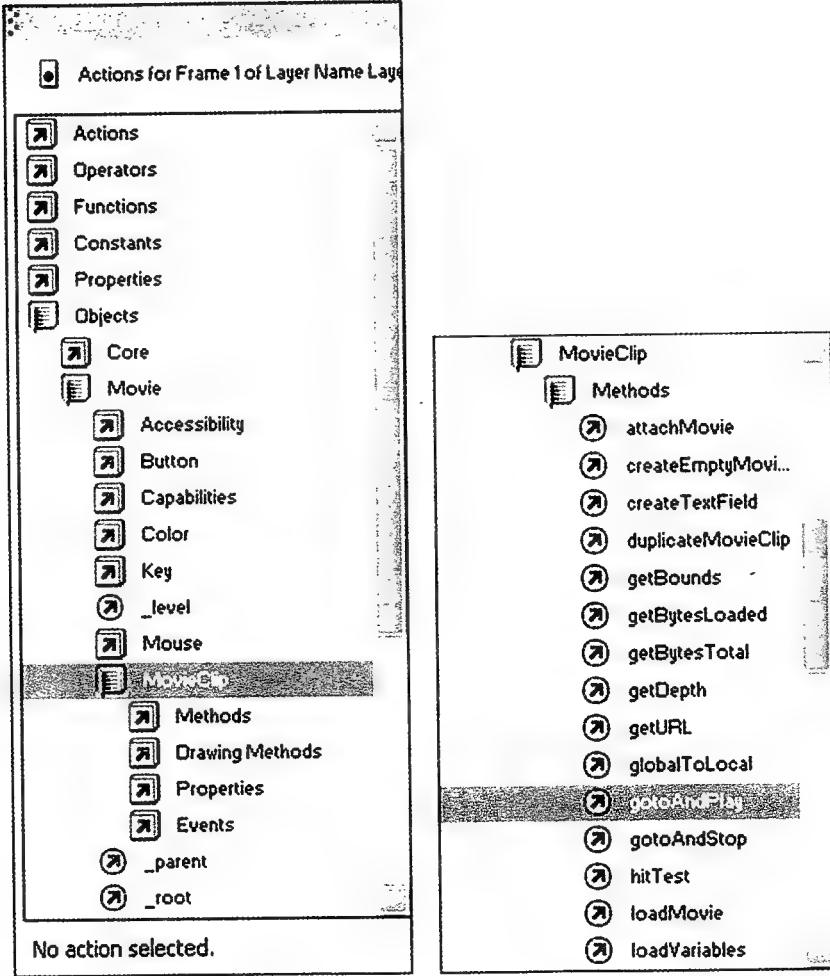 Actions for Frame 1 of Layer Name Laye
Actions
Operators
Functions
Constants
Properties
Objects
Core
Movie
Accessibility
Button
Capabilities
Color
Key
_level
Mouse
MovieClip
Methods
Drawing Methods
Properties
Events
_parent
_root
No action selected.
MovieClip
Methods
attachMovie
createEmptyMovi...
createTextField
duplicateMovieClip
getBounds
getBytesLoaded
getBytesTotal
getDepth
getURL
globalToLocal
gotoAndPlay
gotoAndStop
hitTest
loadMovie
loadVariables